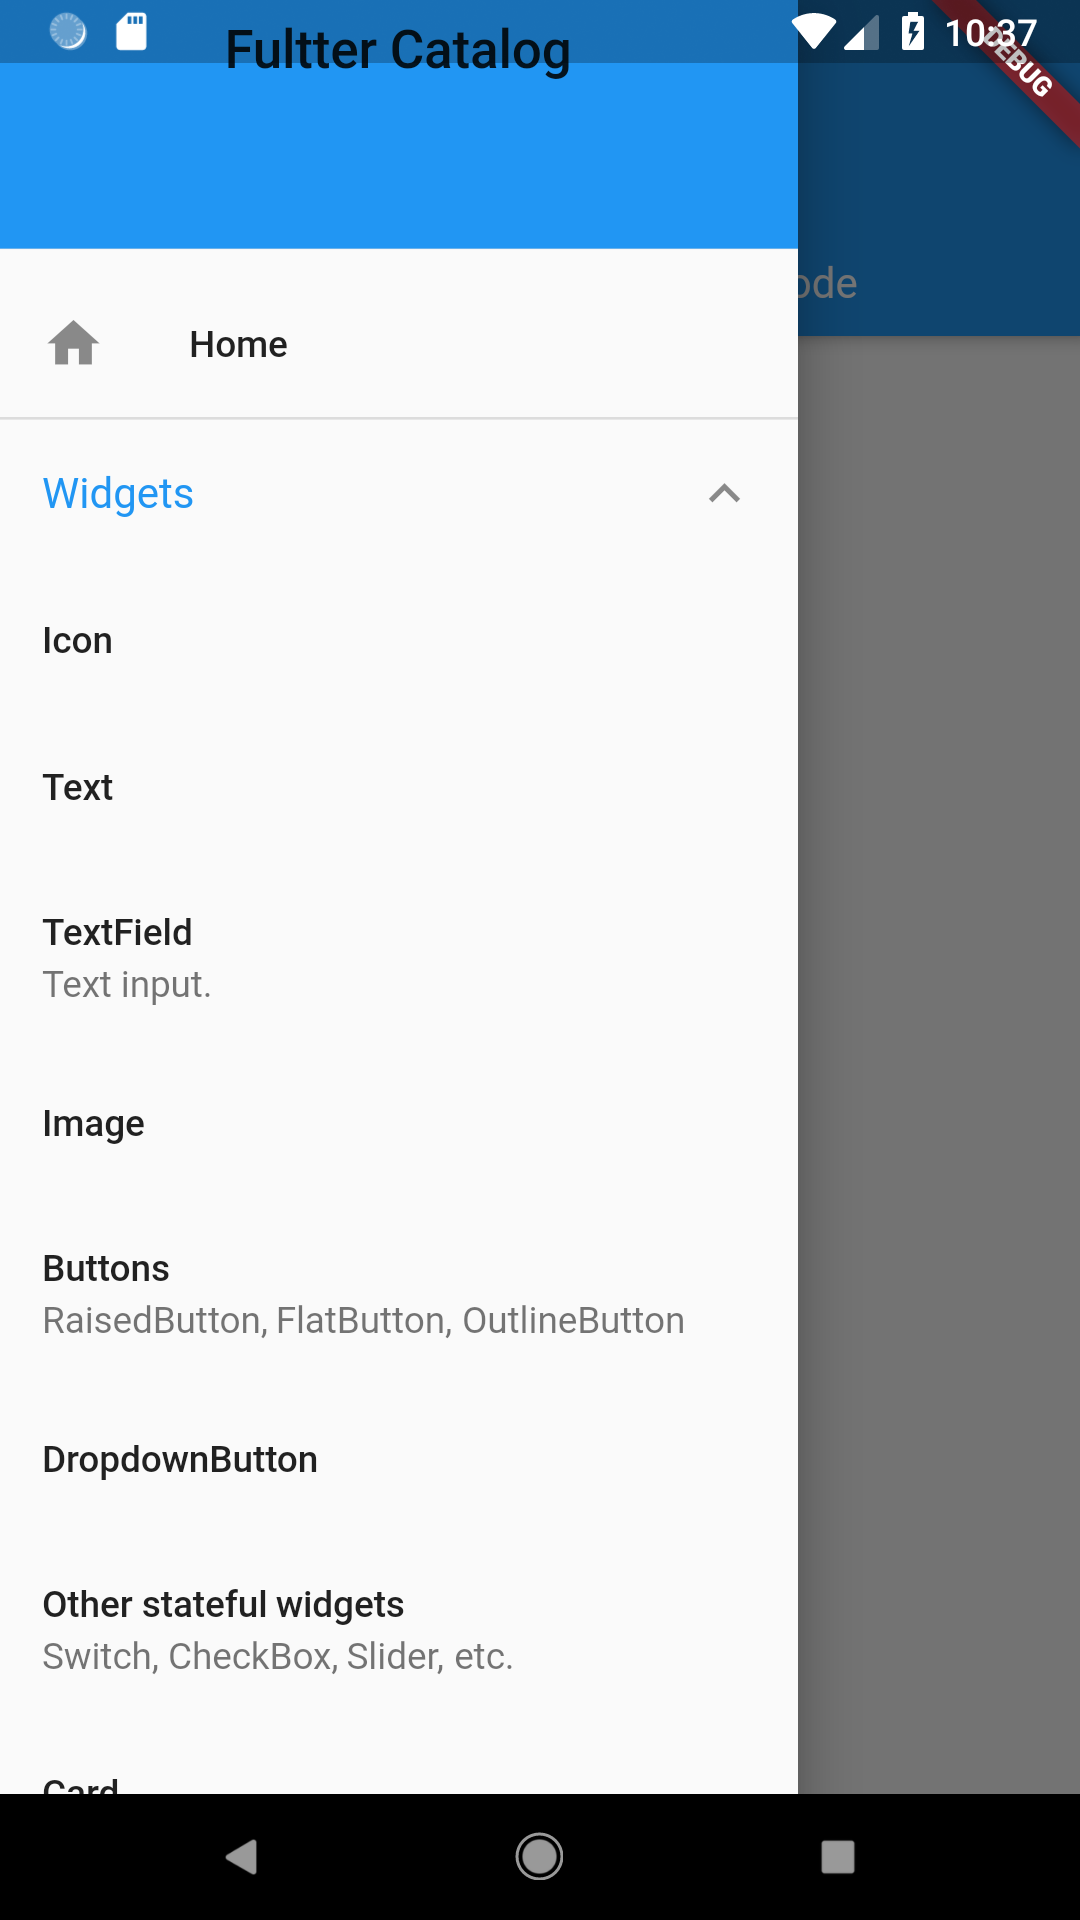 Fultter Catalog
10:37
DEBUG
ode
Home
Widgets
Icon
Text
TextField
Text input.
Image
Buttons
RaisedButton, FlatButton, OutlineButton
DropdownButton
Other stateful widgets
Switch, CheckBox, Slider, etc.
Card